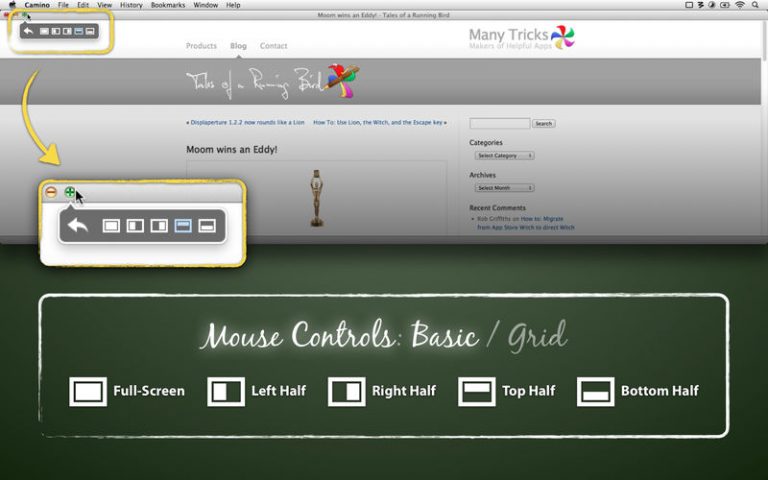 Camino File Edit View History Bookmarks Window Help
Moom wins an Eddy! - Tales of a Running Bird
Many Tricks
Makers of Helpful Apps
Products Blog Contact
Tales of a Running Bird
« Displaperture 1.2.2 now rounds like a Lion How To: Use Lion, the Witch, and the Escape key »
Search
Moom wins an Eddy!
Categories
Select Category
Archives
Select Month
Recent Comments
Rob Griffiths on How to: Migrate
from App Store Witch to direct Witch
Mouse Controls: Basic / Grid
Full-Screen Left Half Right Half Top Half Bottom Half